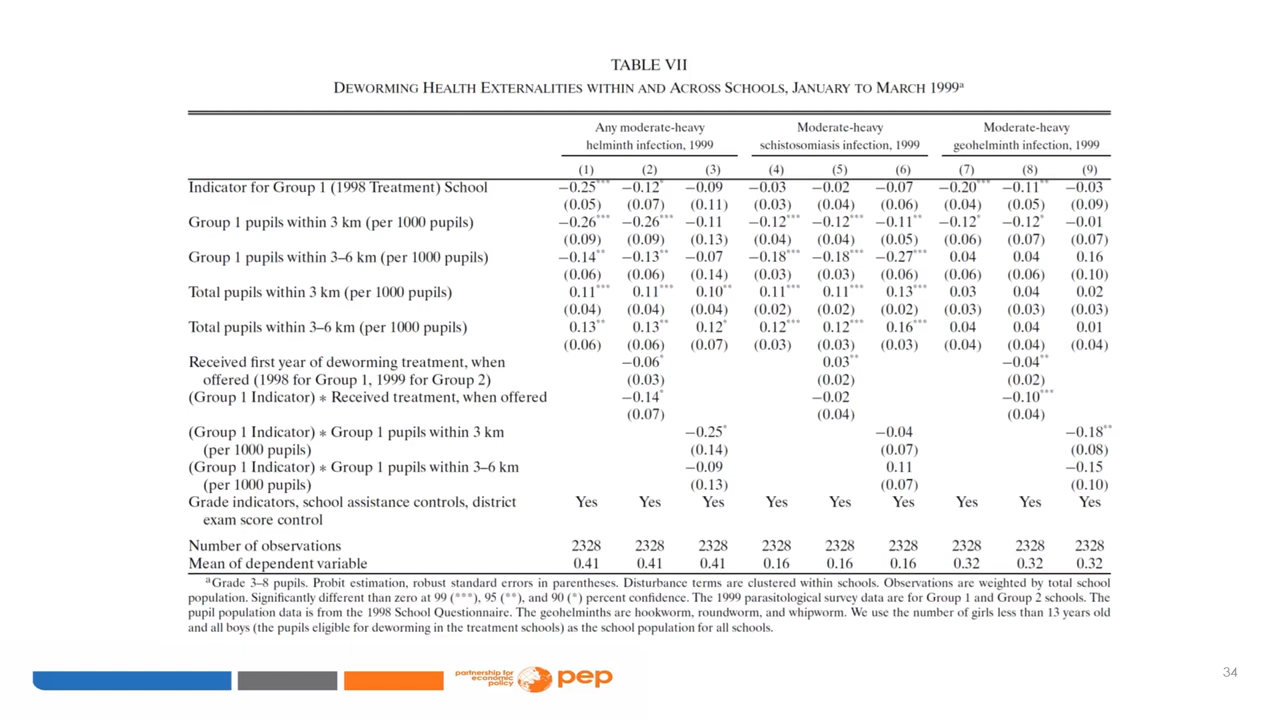 TABLE VII
DEWORMING HEALTH EXTERNALITIES WITHIN AND ACROSS SCHOOLS, JANUARY TO MARCH 1999a
Any moderate-heavy helminth infection, 1999 Moderate-heavy schistosomiasis infection, 1999 Moderate-heavy geohelminth infection, 1999
(1) (2) (3) (4) (5) (6) (7) (8) (9)
Indicator for Group 1 (1998 Treatment) School −0.25*** −0.12* −0.09 −0.03 −0.02 −0.07 −0.20*** −0.11** −0.03
(0.05) (0.07) (0.11) (0.03) (0.04) (0.06) (0.04) (0.05) (0.09)
Group 1 pupils within 3 km (per 1000 pupils) −0.26*** −0.26*** −0.11 −0.12*** −0.12*** −0.11** −0.12* −0.12* −0.01
(0.09) (0.09) (0.13) (0.04) (0.04) (0.05) (0.06) (0.07) (0.07)
Group 1 pupils within 3–6 km (per 1000 pupils) −0.14** −0.13** −0.07 −0.18*** −0.18*** −0.27*** 0.04 0.04 0.16
(0.06) (0.06) (0.14) (0.03) (0.03) (0.06) (0.06) (0.06) (0.10)
Total pupils within 3 km (per 1000 pupils) 0.11*** 0.11*** 0.10** 0.11*** 0.11*** 0.13*** 0.03 0.04 0.02
(0.04) (0.04) (0.04) (0.02) (0.02) (0.02) (0.03) (0.03) (0.03)
Total pupils within 3–6 km (per 1000 pupils) 0.13** 0.13** 0.12* 0.12*** 0.12*** 0.16*** 0.04 0.04 0.01
(0.06) (0.06) (0.07) (0.03) (0.03) (0.03) (0.04) (0.04) (0.04)
Received first year of deworming treatment, when −0.06* 0.03** −0.04**
offered (1998 for Group 1, 1999 for Group 2) (0.03) (0.02) (0.02)
(Group 1 Indicator) ∗ Received treatment, when offered −0.14* −0.02 −0.10***
(0.07) (0.04) (0.04)
(Group 1 Indicator) ∗ Group 1 pupils within 3 km −0.25* −0.04 −0.18**
(per 1000 pupils) (0.14) (0.07) (0.08)
(Group 1 Indicator) ∗ Group 1 pupils within 3–6 km −0.09 0.11 −0.15
(per 1000 pupils) (0.13) (0.07) (0.10)
Grade indicators, school assistance controls, district Yes Yes Yes Yes Yes Yes Yes Yes Yes
exam score control
Number of observations 2328 2328 2328 2328 2328 2328 2328 2328 2328
Mean of dependent variable 0.41 0.41 0.41 0.16 0.16 0.16 0.32 0.32 0.32
aGrade 3–8 pupils. Probit estimation, robust standard errors in parentheses. Disturbance terms are clustered within schools. Observations are weighted by total school
population. Significantly different than zero at 99 (***), 95 (**), and 90 (*) percent confidence. The 1999 parasitological survey data are for Group 1 and Group 2 schools. The
pupil population data is from the 1998 School Questionnaire. The geohelminths are hookworm, roundworm, and whipworm. We use the number of girls less than 13 years old
and all boys (the pupils eligible for deworming in the treatment schools) as the school population for all schools.
partnership for
economic
policy
pep
34